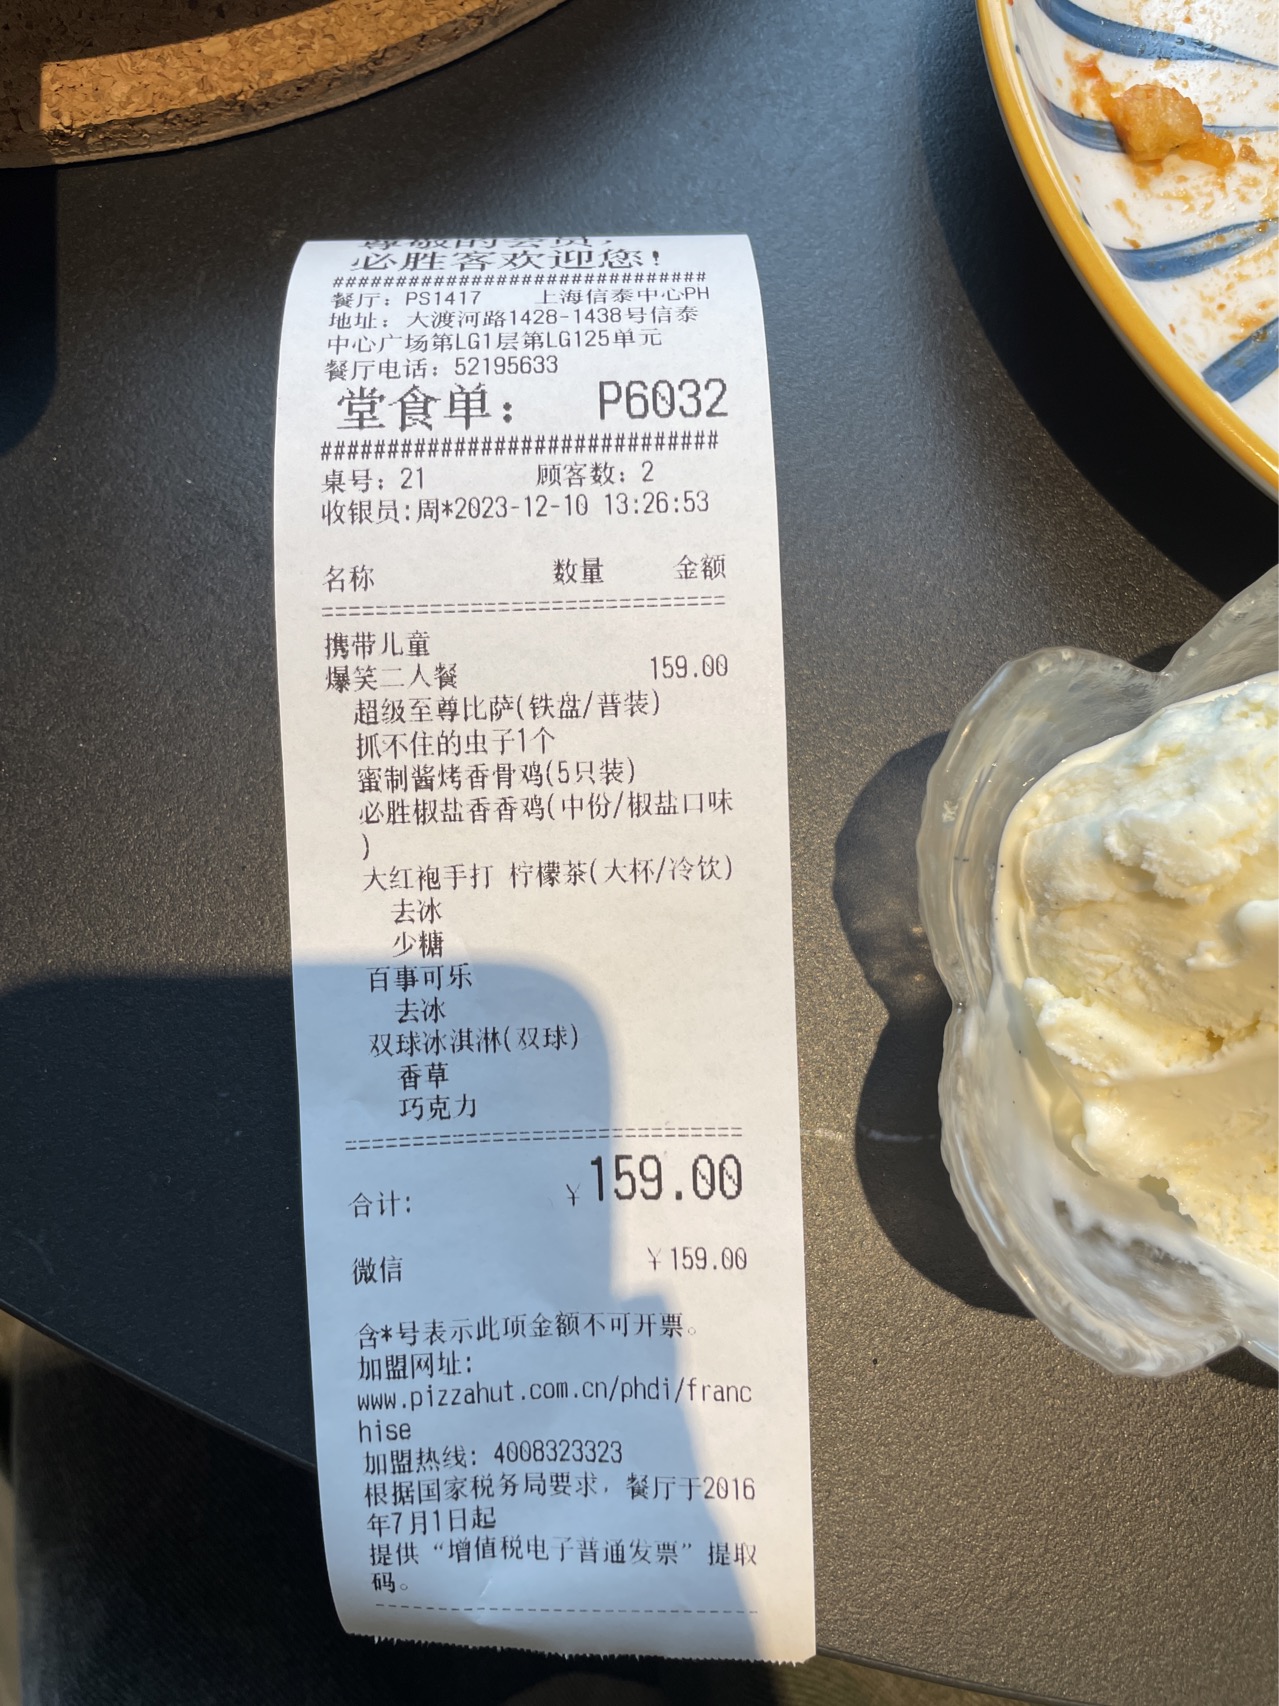 尊敬的会员,
必胜客欢迎您!
##############################
餐厅: PS1417 上海信泰中心PH
地址: 大渡河路1428-1438号信泰
中心广场第LG1层第LG125单元
餐厅电话: 52195633
堂食单: P6032
##############################
桌号: 21 顾客数: 2
收银员:周*2023-12-10 13:26:53
名称 数量 金额
==============================
携带儿童
爆笑二人餐 159.00
超级至尊比萨(铁盘/普装)
抓不住的虫子1个
蜜制酱烤香骨鸡(5只装)
必胜椒盐香香鸡(中份/椒盐口味
)
大红袍手打 柠檬茶(大杯/冷饮)
去冰
少糖
百事可乐
去冰
双球冰淇淋(双球)
香草
巧克力
==============================
合计: ¥159.00
微信 ¥159.00
含*号表示此项金额不可开票。
加盟网址:
www.pizzahut.com.cn/phdi/franc
hise
加盟热线: 4008323323
根据国家税务局要求, 餐厅于2016
年7月1日起
提供“增值税电子普通发票”提取
码。
------------------------------